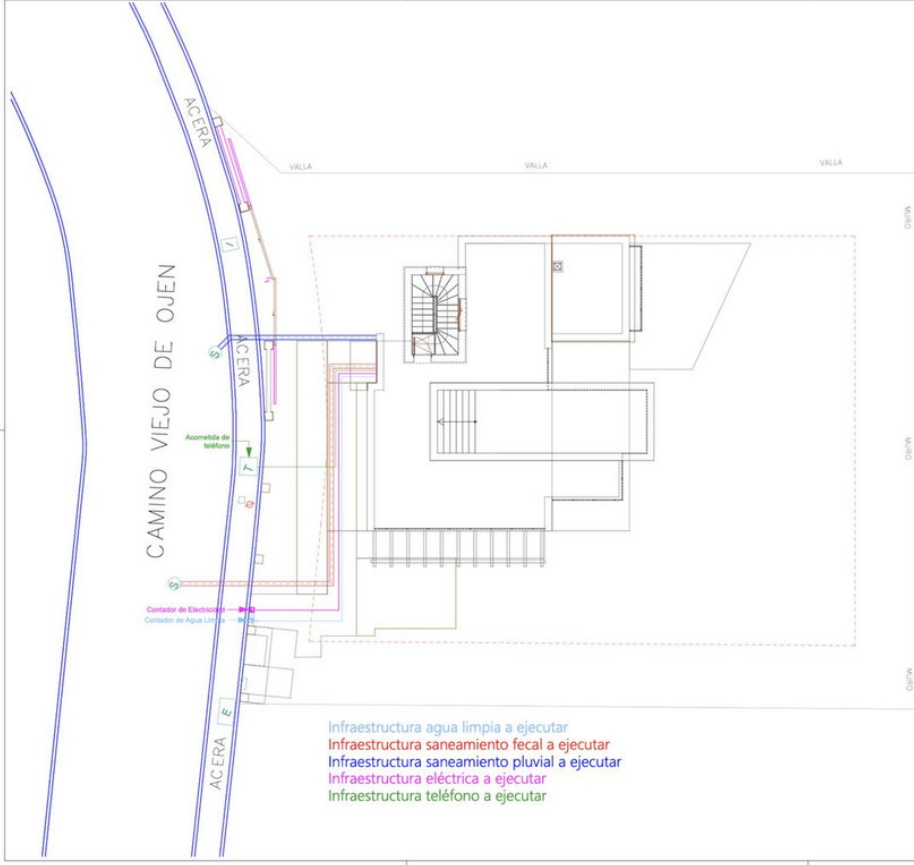 ACERA
VALLA
VALLA
VALLA
MURO
I
CAMINO VIEJO DE OJEN
S
ACERA
Acometida de
teléfono
T
MURO
S
Contador de Electricidad
Contador de Agua Limpia
MURO
E
ACERA
Infraestructura agua limpia a ejecutar
Infraestructura saneamiento fecal a ejecutar
Infraestructura saneamiento pluvial a ejecutar
Infraestructura eléctrica a ejecutar
Infraestructura teléfono a ejecutar